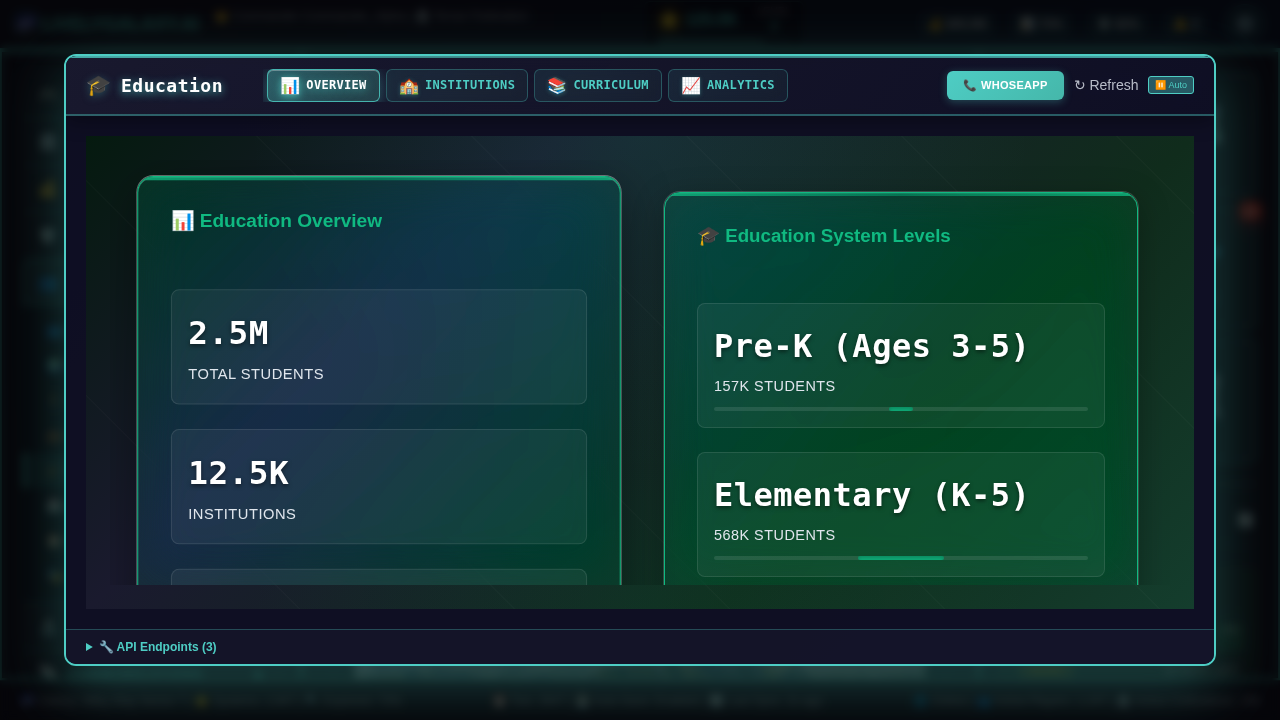 🎓 Education
📊 OVERVIEW
🏫 INSTITUTIONS
📚 CURRICULUM
📈 ANALYTICS
📞 WHOSEAPP
↻ Refresh
⏸️ Auto
📊 Education Overview
2.5M
TOTAL STUDENTS
12.5K
INSTITUTIONS
🎓 Education System Levels
Pre-K (Ages 3-5)
157K STUDENTS
Elementary (K-5)
568K STUDENTS
▶ 🔧 API Endpoints (3)